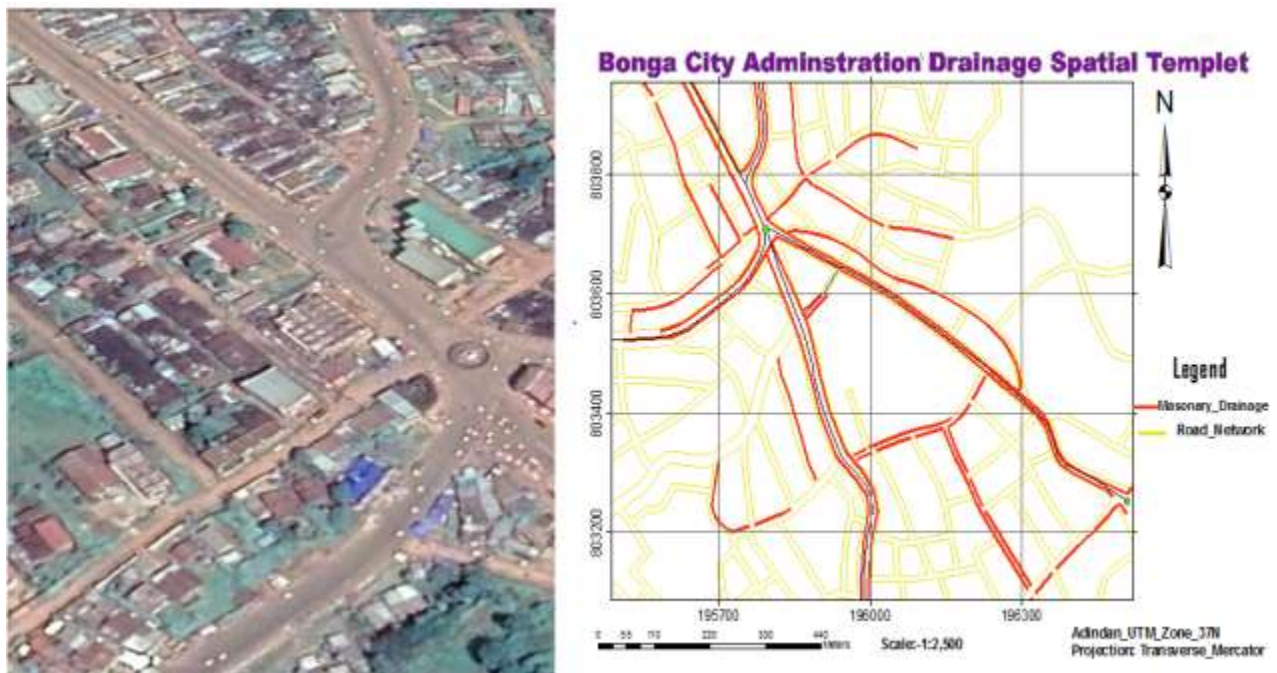 Bonga City Adminstration Drainage Spatial Templet
N
803800
803600
803400
803200
195700 196000 196300
Legend
Masonary_Drainage
Road_Network
0 55 110 220 330 440
Meters
Scale:-1:2,500
Adindan_UTM_Zone_37N
Projection: Transverse_Mercator